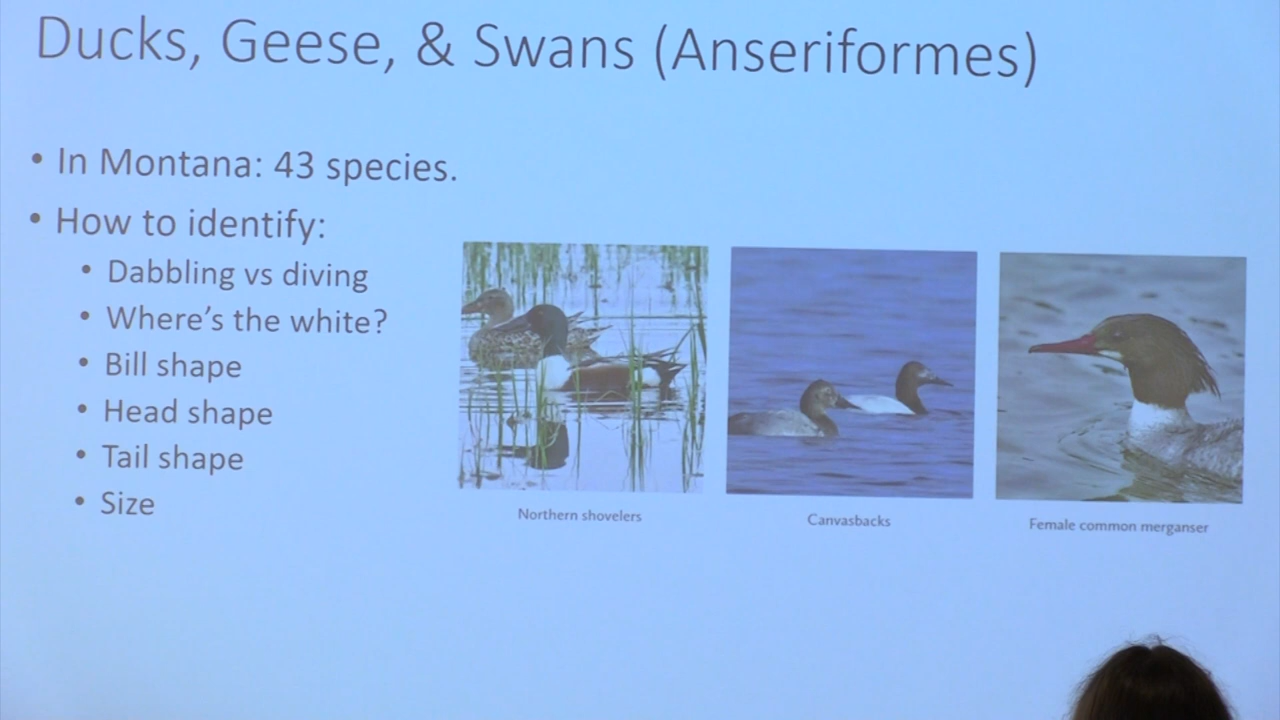 Ducks, Geese, & Swans (Anseriformes)
• In Montana: 43 species.
• How to identify:
• Dabbling vs diving
• Where's the white?
• Bill shape
• Head shape
• Tail shape
• Size
Northern shovelers
Canvasbacks
Female common merganser